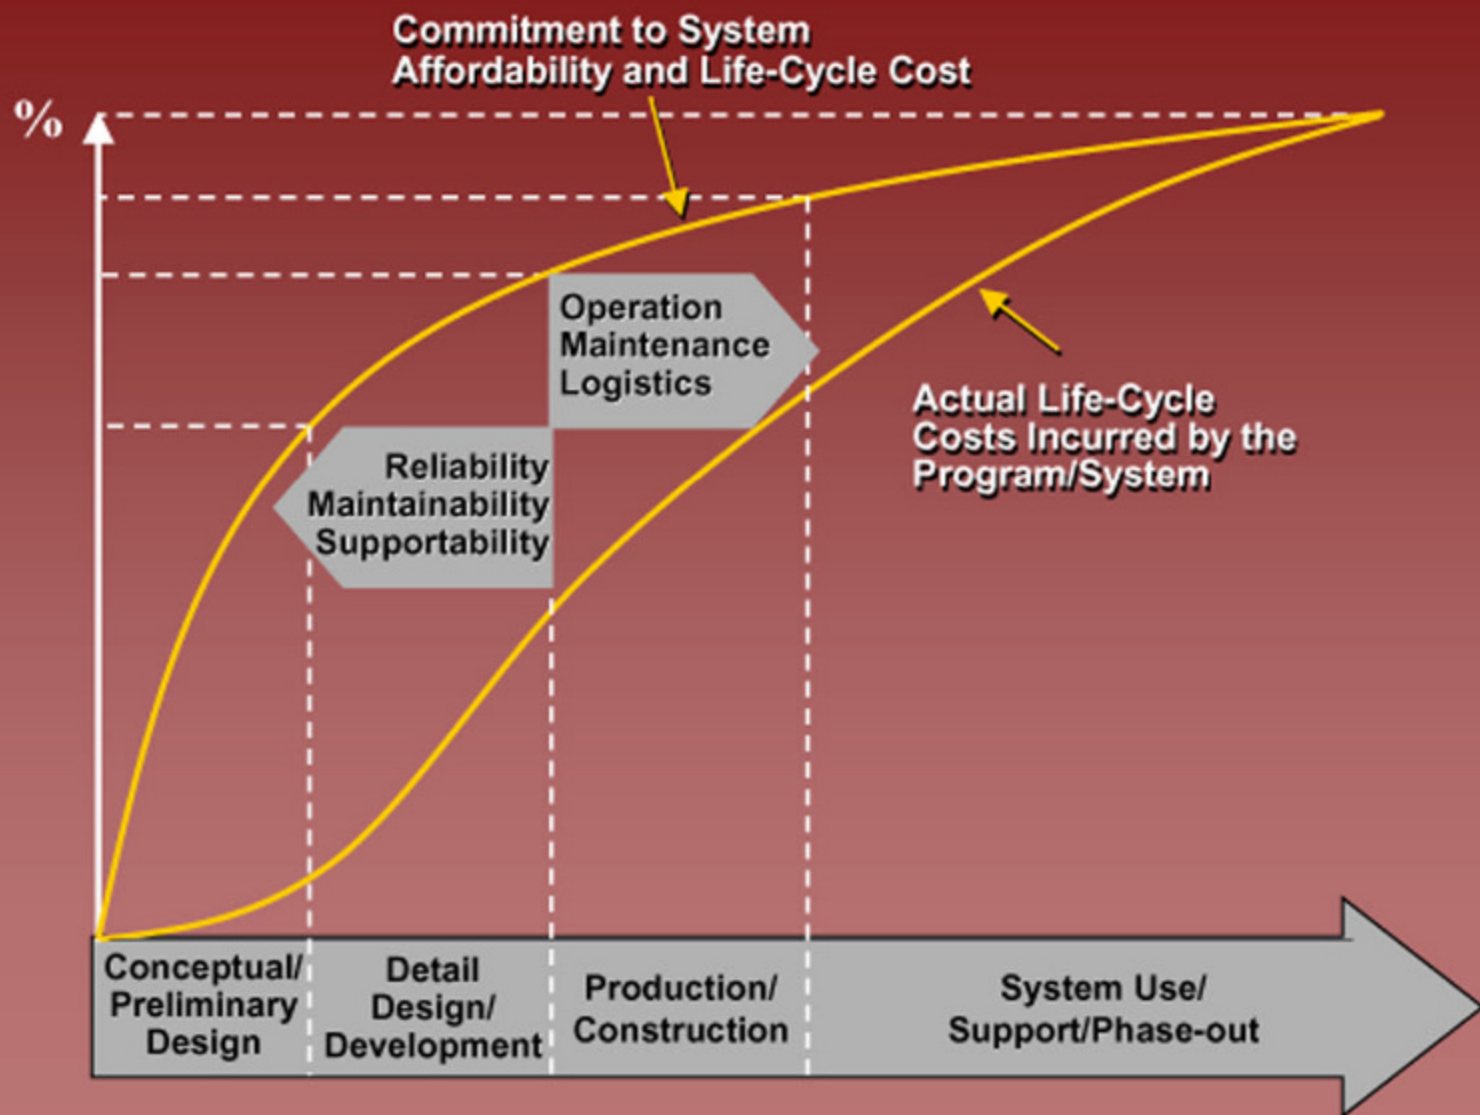 Commitment to System
Affordability and Life-Cycle Cost
%
Operation
Maintenance
Logistics
Reliability
Maintainability
Supportability
Actual Life-Cycle
Costs Incurred by the
Program/System
Conceptual/
Preliminary
Design
Detail
Design/
Development
Production/
Construction
System Use/
Support/Phase-out